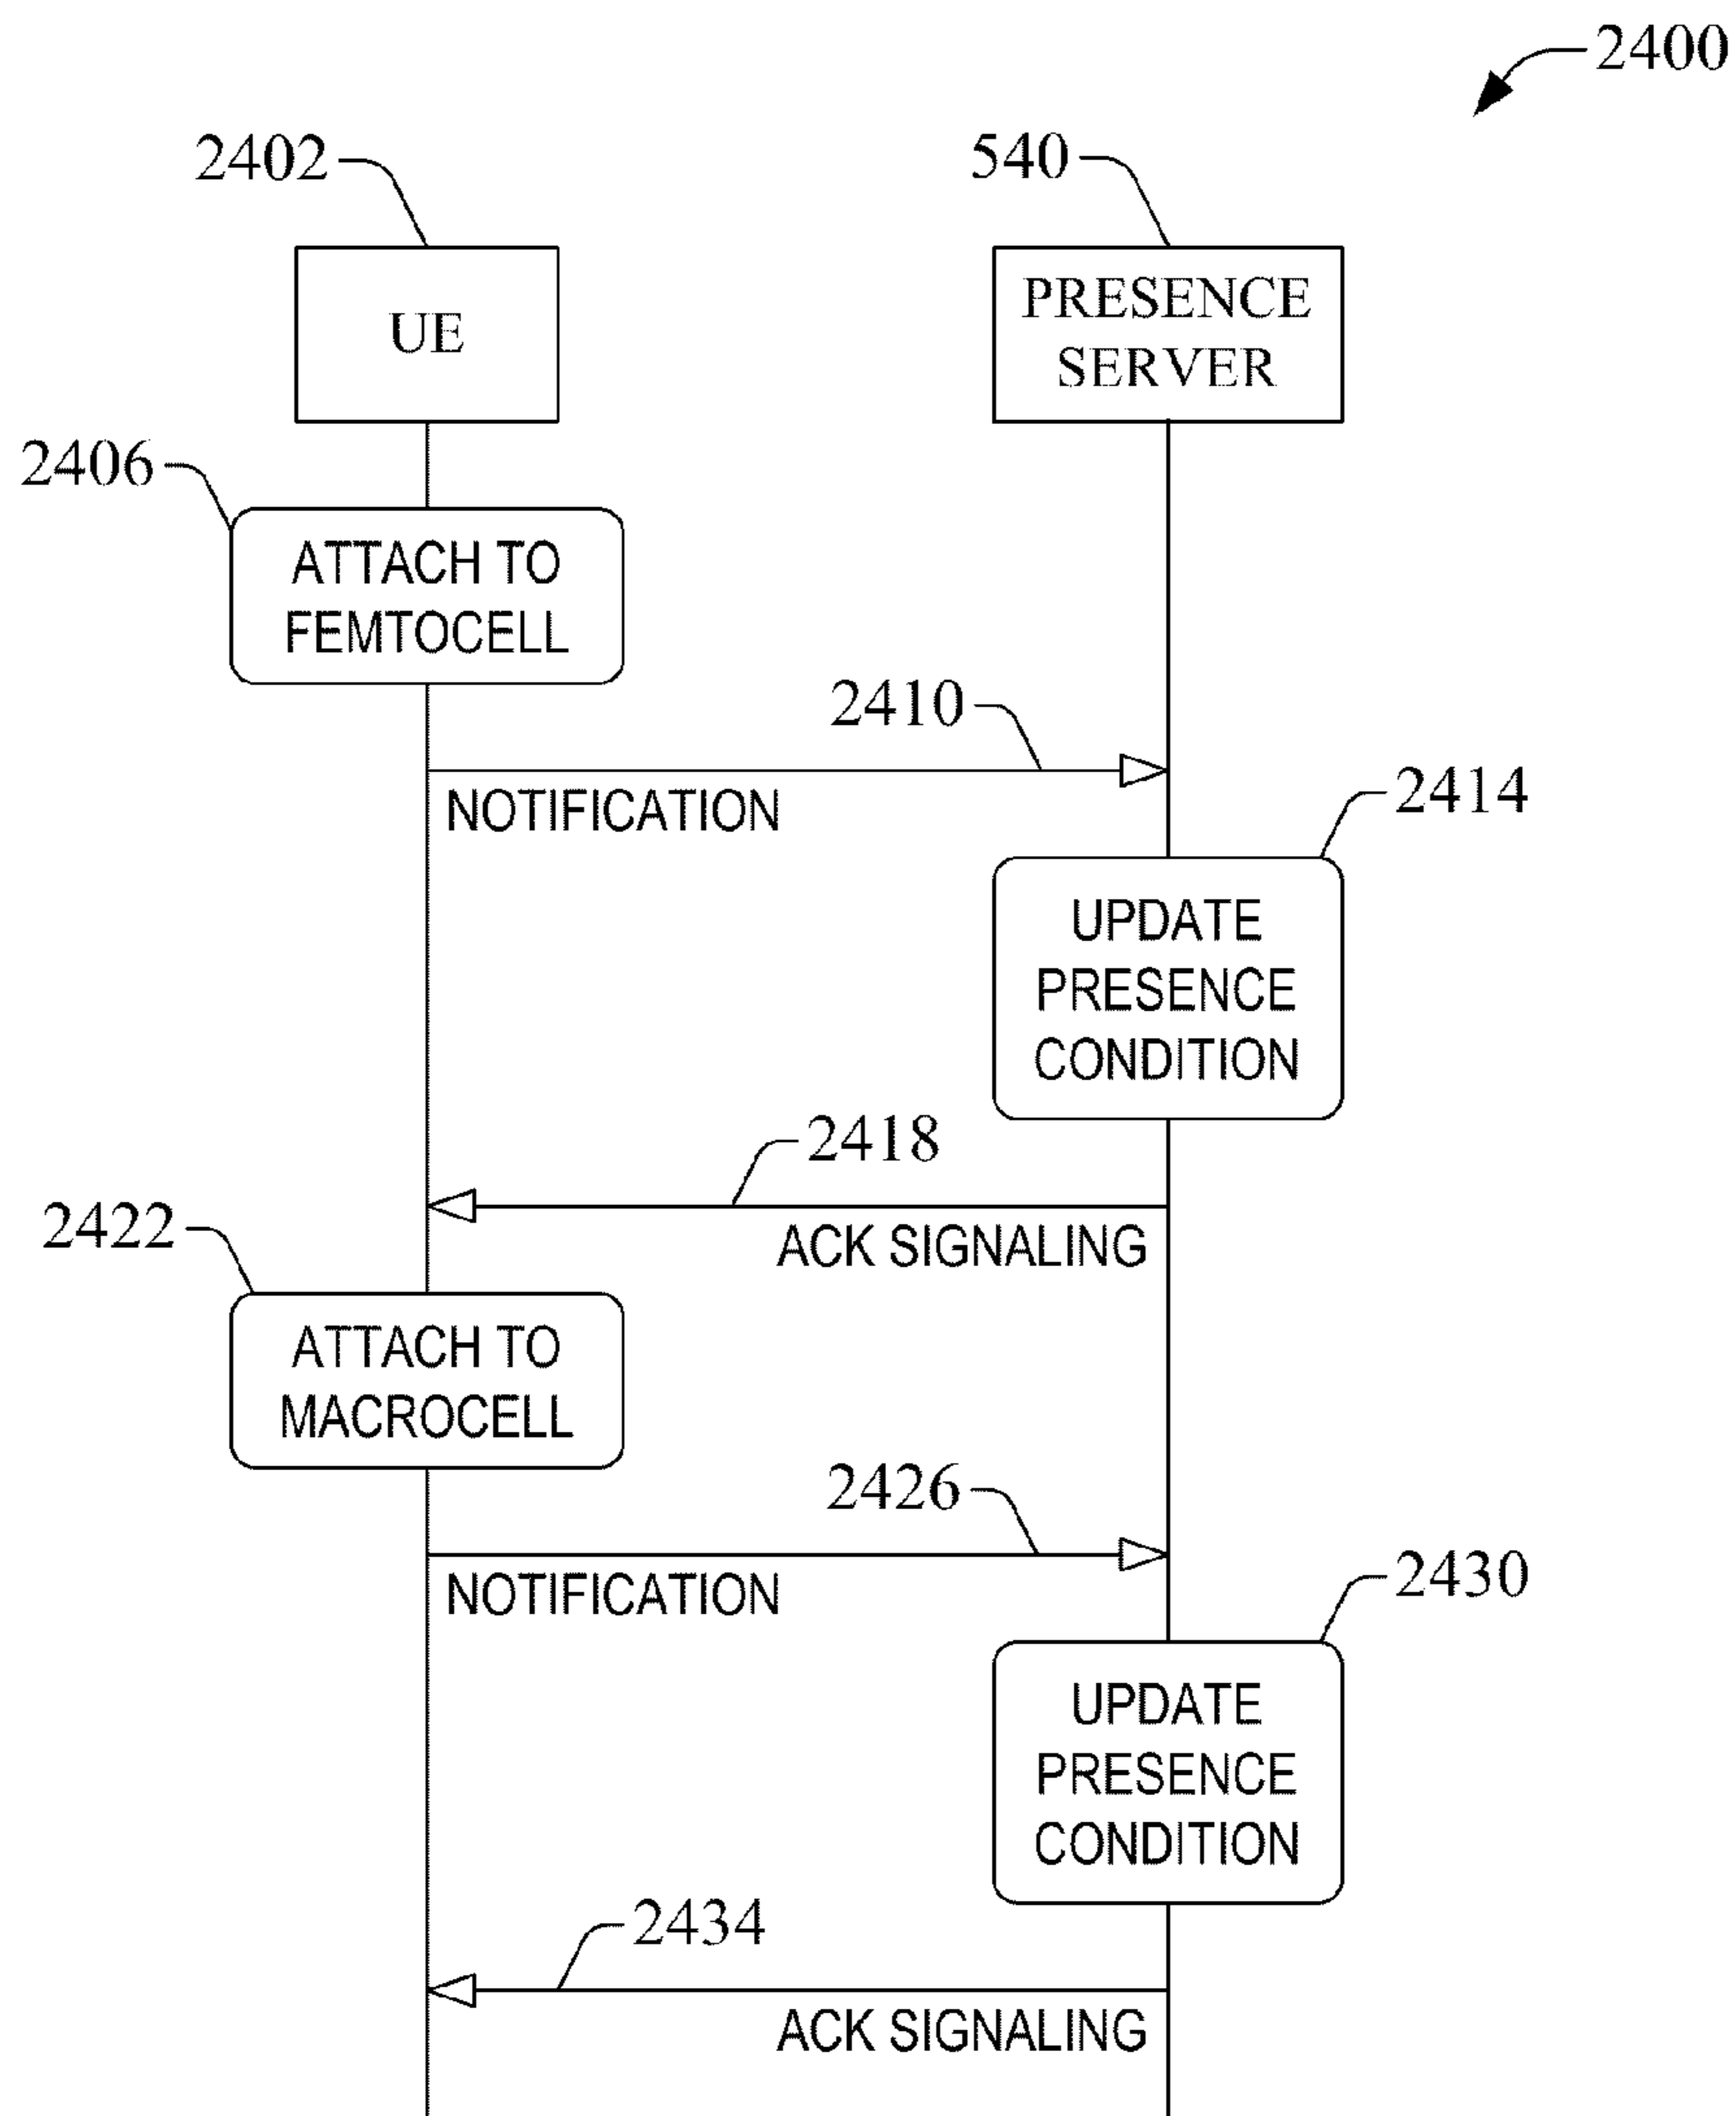 2400
2402
540
UE
PRESENCE
SERVER
2406
ATTACH TO
FEMTOCELL
2410
NOTIFICATION
2414
UPDATE
PRESENCE
CONDITION
2418
ACK SIGNALING
2422
ATTACH TO
MACROCELL
2426
NOTIFICATION
2430
UPDATE
PRESENCE
CONDITION
2434
ACK SIGNALING